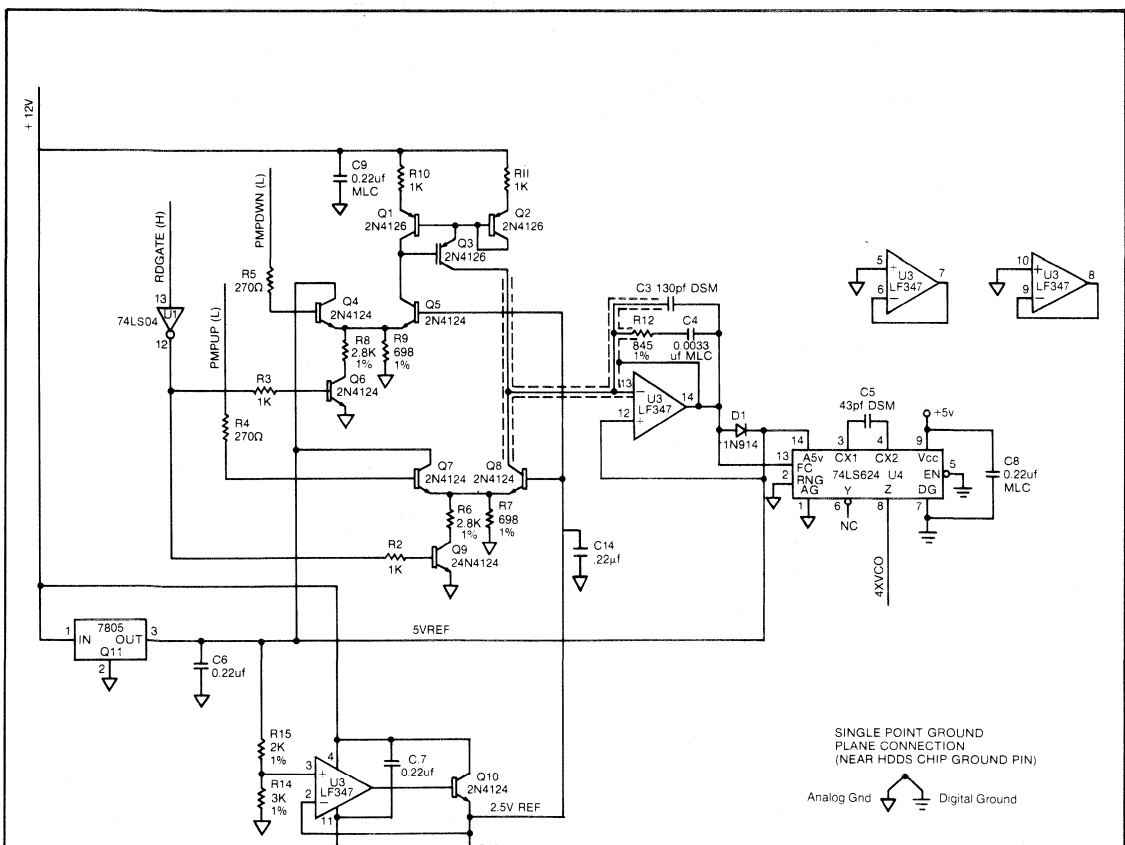 + 12V
C9
0.22uf
MLC
R10
1K
R11
1K
PMPDWN (L)
RDGATE (H)
Q1
2N4126
Q2
2N4126
Q3
2N4126
R5
270Ω
PMPUP (L)
13
U1
74LS04
12
Q4
2N4124
Q5
2N4124
R8
2.8K
1%
R9
698
1%
Q6
2N4124
R3
1K
R4
270Ω
C3 130pf DSM
R12
845
1%
C4
0.0033
uf MLC
13
−
U3
LF347
14
12
+
5
+
U3
7
6
−
LF347
10
+
U3
8
9
−
LF347
D1
1N914
C5
43pf DSM
+5v
14
3
4
9
A5v
CX1
CX2
Vcc
13
FC
2
RNG
74LS624 U4
EN
5
AG
Y
Z
DG
1
6
8
7
NC
C8
0.22uf
MLC
4XVCO
Q7
2N4124
Q8
2N4124
R6
2.8K
1%
R7
698
1%
Q9
24N4124
R2
1K
C14
.22µf
7805
1
IN
OUT
3
Q11
2
C6
0.22uf
5VREF
R15
2K
1%
R14
3K
1%
4
3
+
U3
2
−
LF347
11
C.7
0.22uf
Q10
2N4124
2.5V REF
SINGLE POINT GROUND
PLANE CONNECTION
(NEAR HDDS CHIP GROUND PIN)
Analog Gnd
Digital Ground